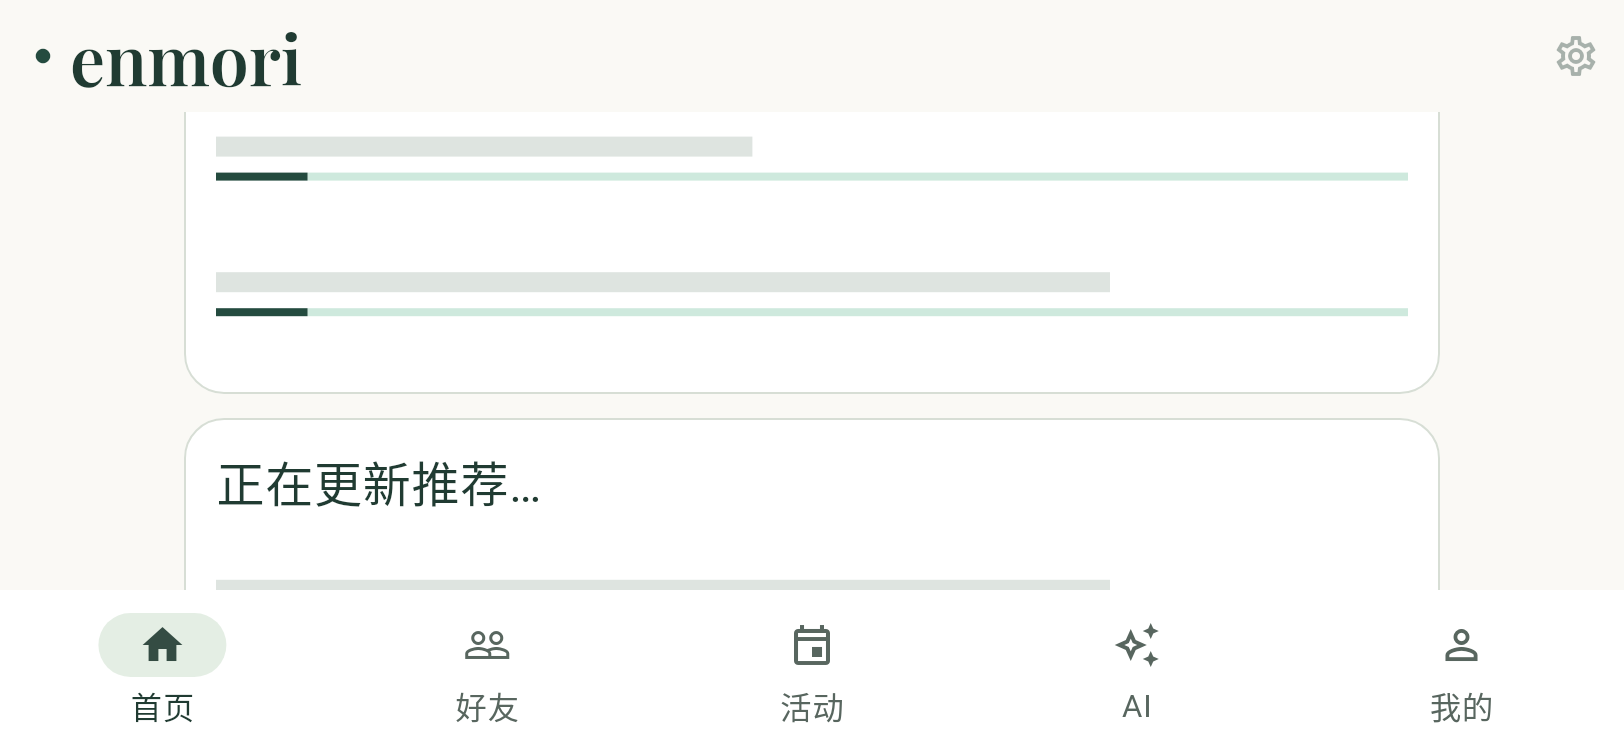 enmori
正在更新推荐...
首页
好友
活动
AI
我的